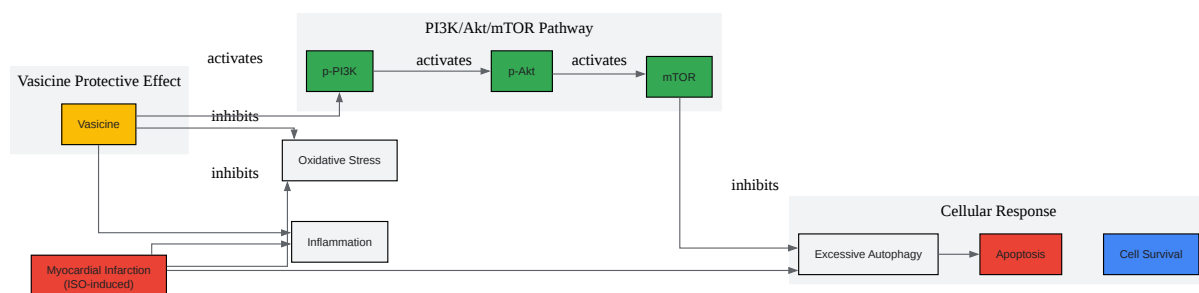 PI3K/Akt/mTOR Pathway
activates
activates
activates
p-PI3K
p-Akt
mTOR
Vasicine Protective Effect
Vasicine
inhibits
Oxidative Stress
inhibits
inhibits
Cellular Response
Inflammation
Excessive Autophagy
Apoptosis
Cell Survival
Myocardial Infarction
(ISO-induced)